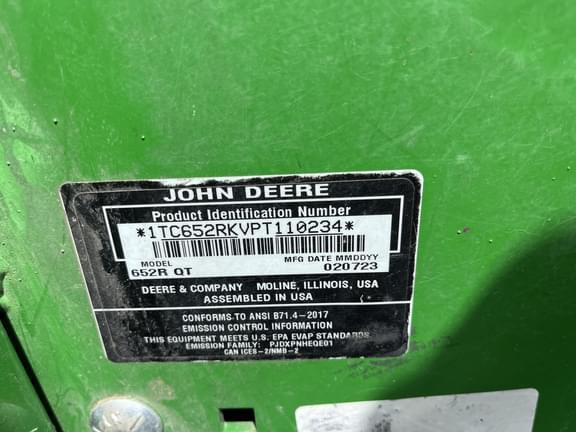 JOHN DEERE
Product Identification Number
*1TC652RKVPT110234*
MODEL MFG DATE MMDDYY
652R QT 020723
DEERE & COMPANY MOLINE, ILLINOIS, USA
ASSEMBLED IN USA
CONFORMS TO ANSI B71.4-2017
EMISSION CONTROL INFORMATION
THIS EQUIPMENT MEETS U.S. EPA EVAP STANDARDS
EMISSION FAMILY: PJDXPNHEQE01
CAN ICES-2/NMB-2